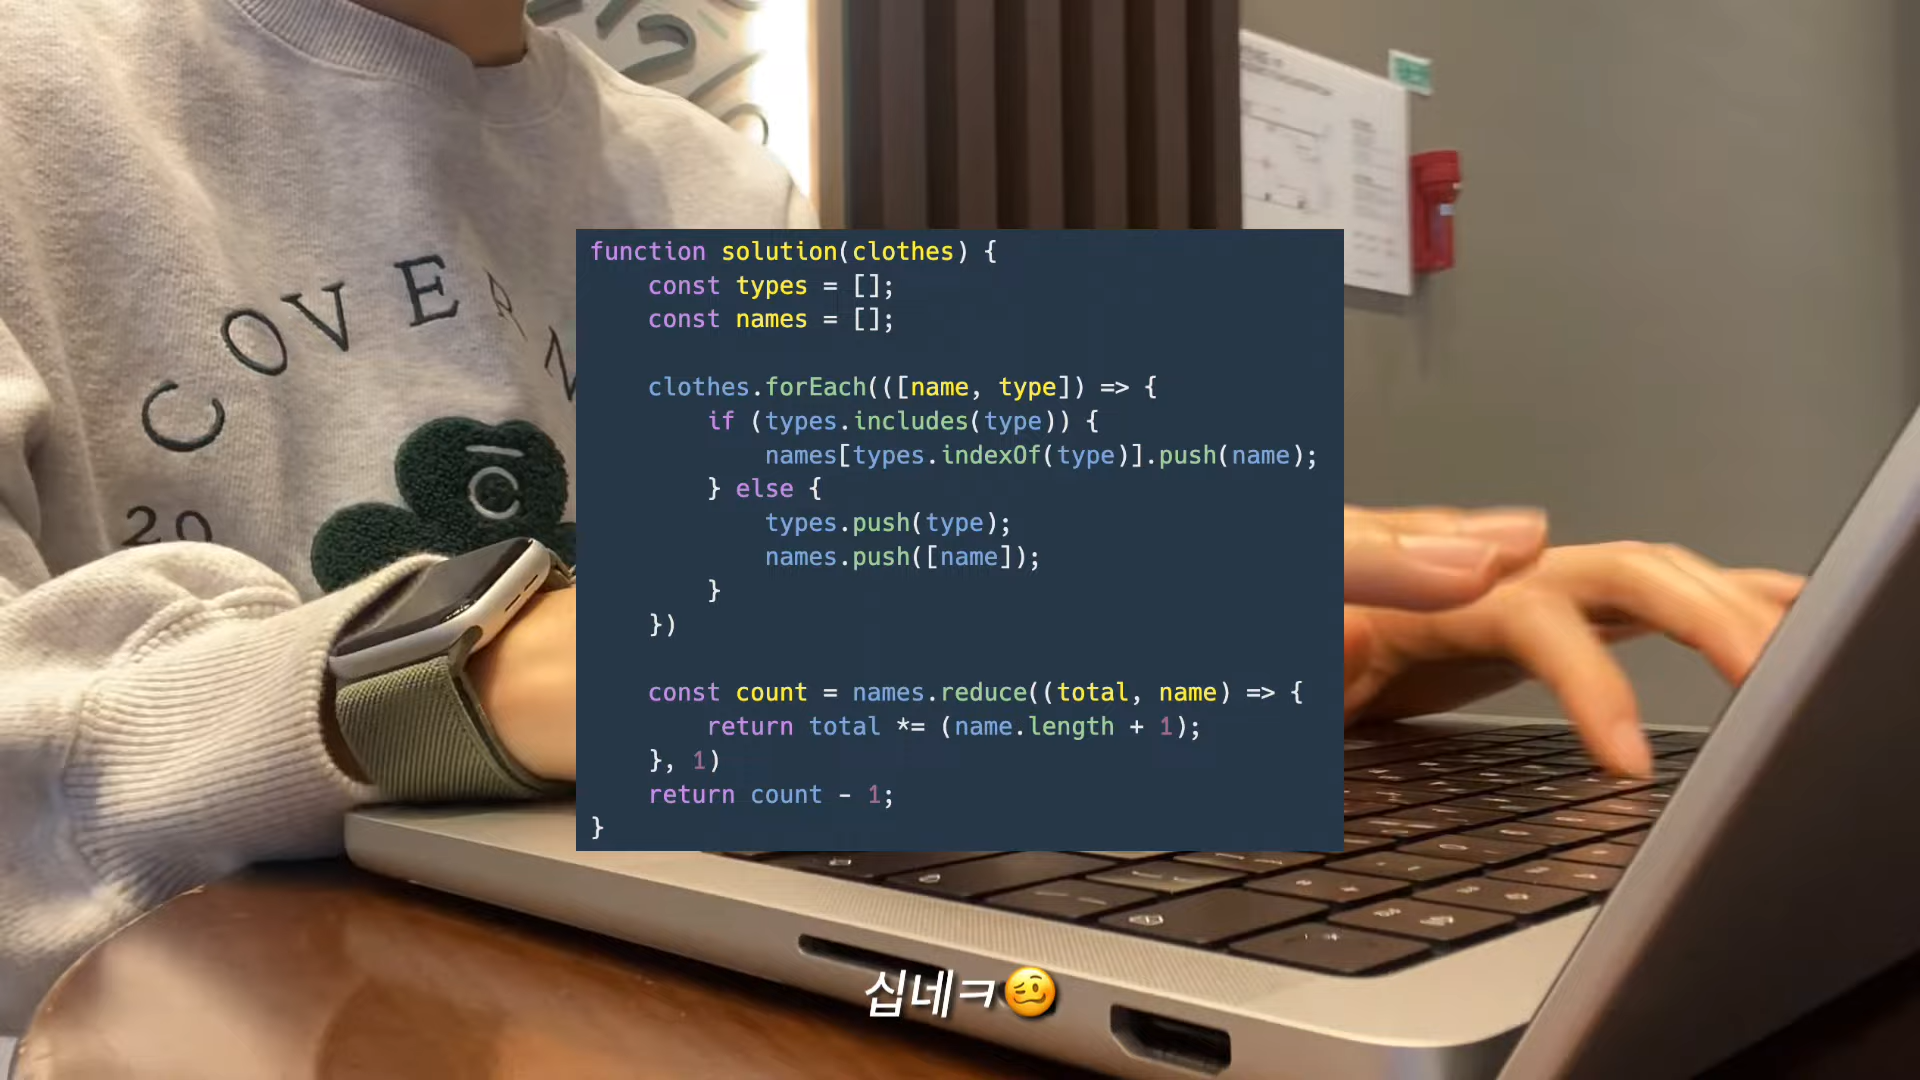 COVERN
20
function solution(clothes) {
    const types = [];
    const names = [];
    clothes.forEach(([name, type]) => {
        if (types.includes(type)) {
            names[types.indexOf(type)].push(name);
        } else {
            types.push(type);
            names.push([name]);
        }
    })
    const count = names.reduce((total, name) => {
        return total *= (name.length + 1);
    }, 1)
    return count - 1;
}
십네ㅋ🥴